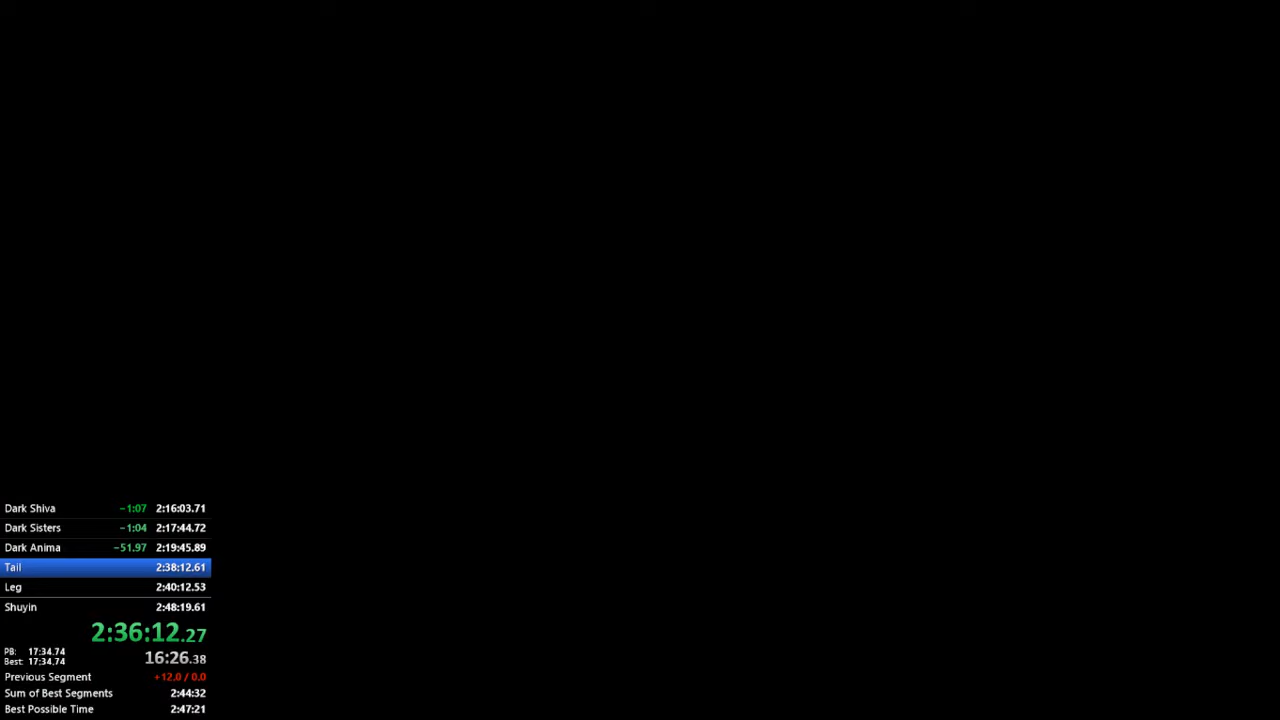 Dark Shiva −1:07 2:16:03.71
Dark Sisters −1:04 2:17:44.72
Dark Anima −51.97 2:19:45.89
Tail 2:38:12.61
Leg 2:40:12.53
Shuyin 2:48:19.61
2:36:12.27
PB: 17:34.74 16:26.38
Best: 17:34.74
Previous Segment +12.0 / 0.0
Sum of Best Segments 2:44:32
Best Possible Time 2:47:21